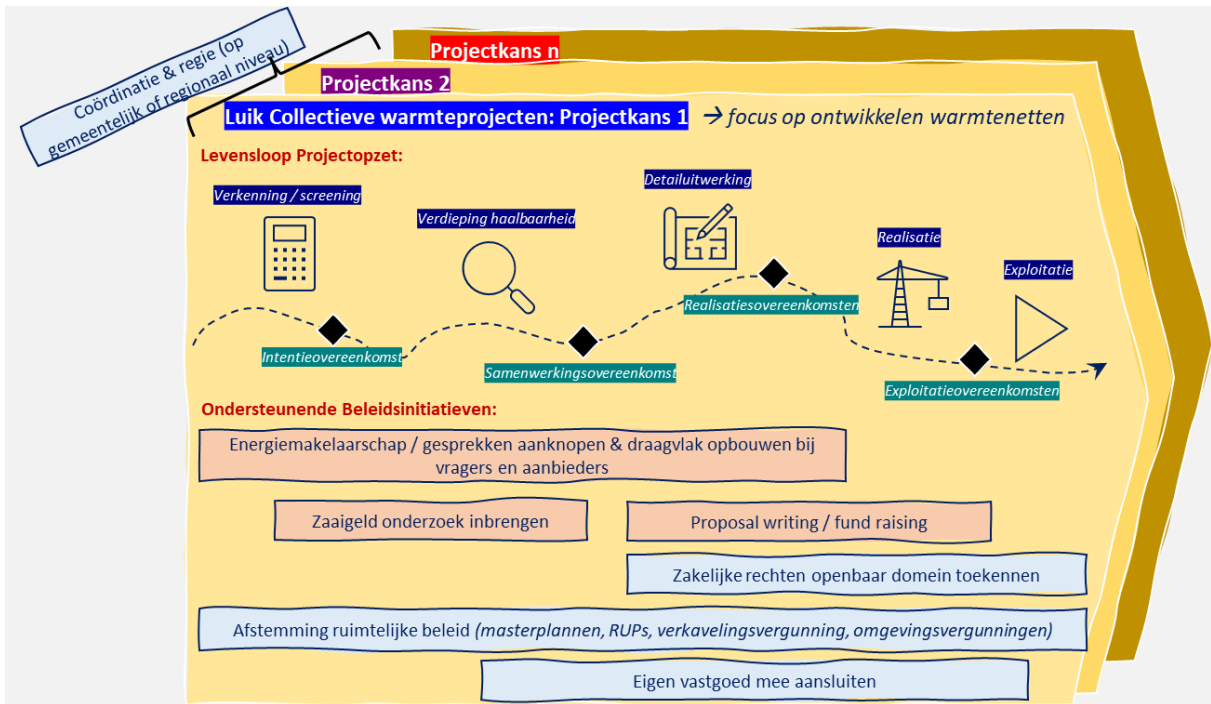 Coördinatie & regie (op
gemeentelijk of regionaal niveau)
Projectkans n
Projectkans 2
Luik Collectieve warmteprojecten: Projectkans 1 → focus op ontwikkelen warmtenetten
Levensloop Projectopzet:
Verkenning / screening
Verdieping haalbaarheid
Detailuitwerking
Realisatie
Exploitatie
Intentieovereenkomst
Samenwerkingsovereenkomst
Realisatiesovereenkomsten
Exploitatieovereenkomsten
Ondersteunende Beleidsinitiatieven:
Energiemakelaarschap / gesprekken aanknopen & draagvlak opbouwen bij
vragers en aanbieders
Zaaigeld onderzoek inbrengen
Proposal writing / fund raising
Zakelijke rechten openbaar domein toekennen
Afstemming ruimtelijke beleid (masterplannen, RUPs, verkavelingsvergunning, omgevingsvergunningen)
Eigen vastgoed mee aansluiten